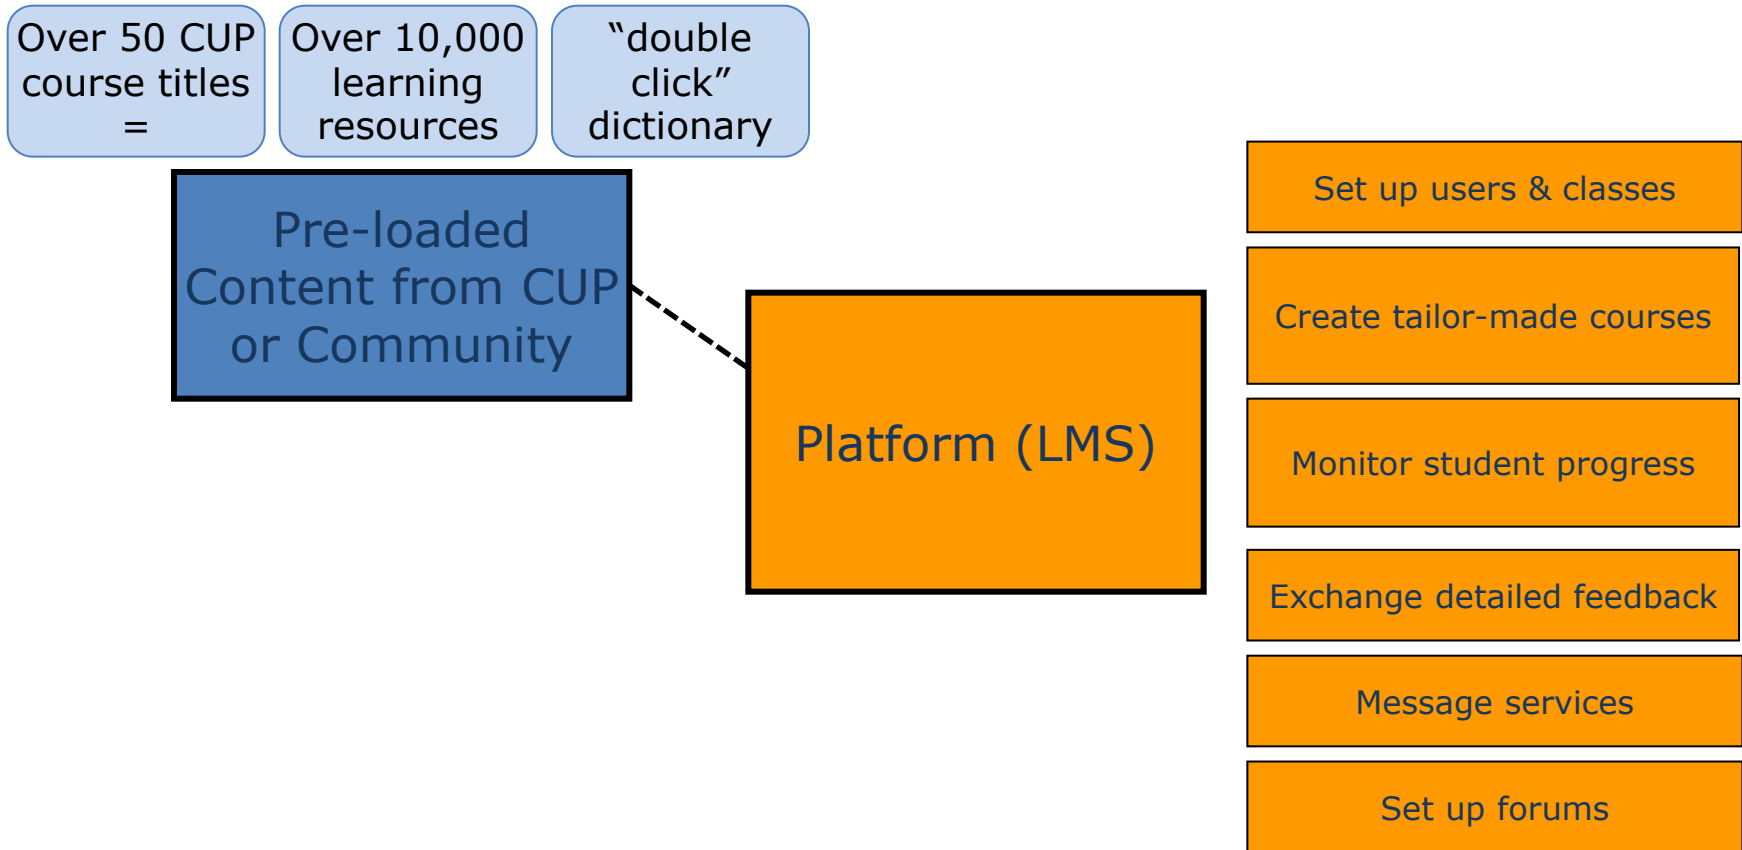 Over 50 CUP
course titles
=
Over 10,000
learning
resources
“double
click”
dictionary
Pre-loaded
Content from CUP
or Community
Platform (LMS)
Set up users & classes
Create tailor-made courses
Monitor student progress
Exchange detailed feedback
Message services
Set up forums